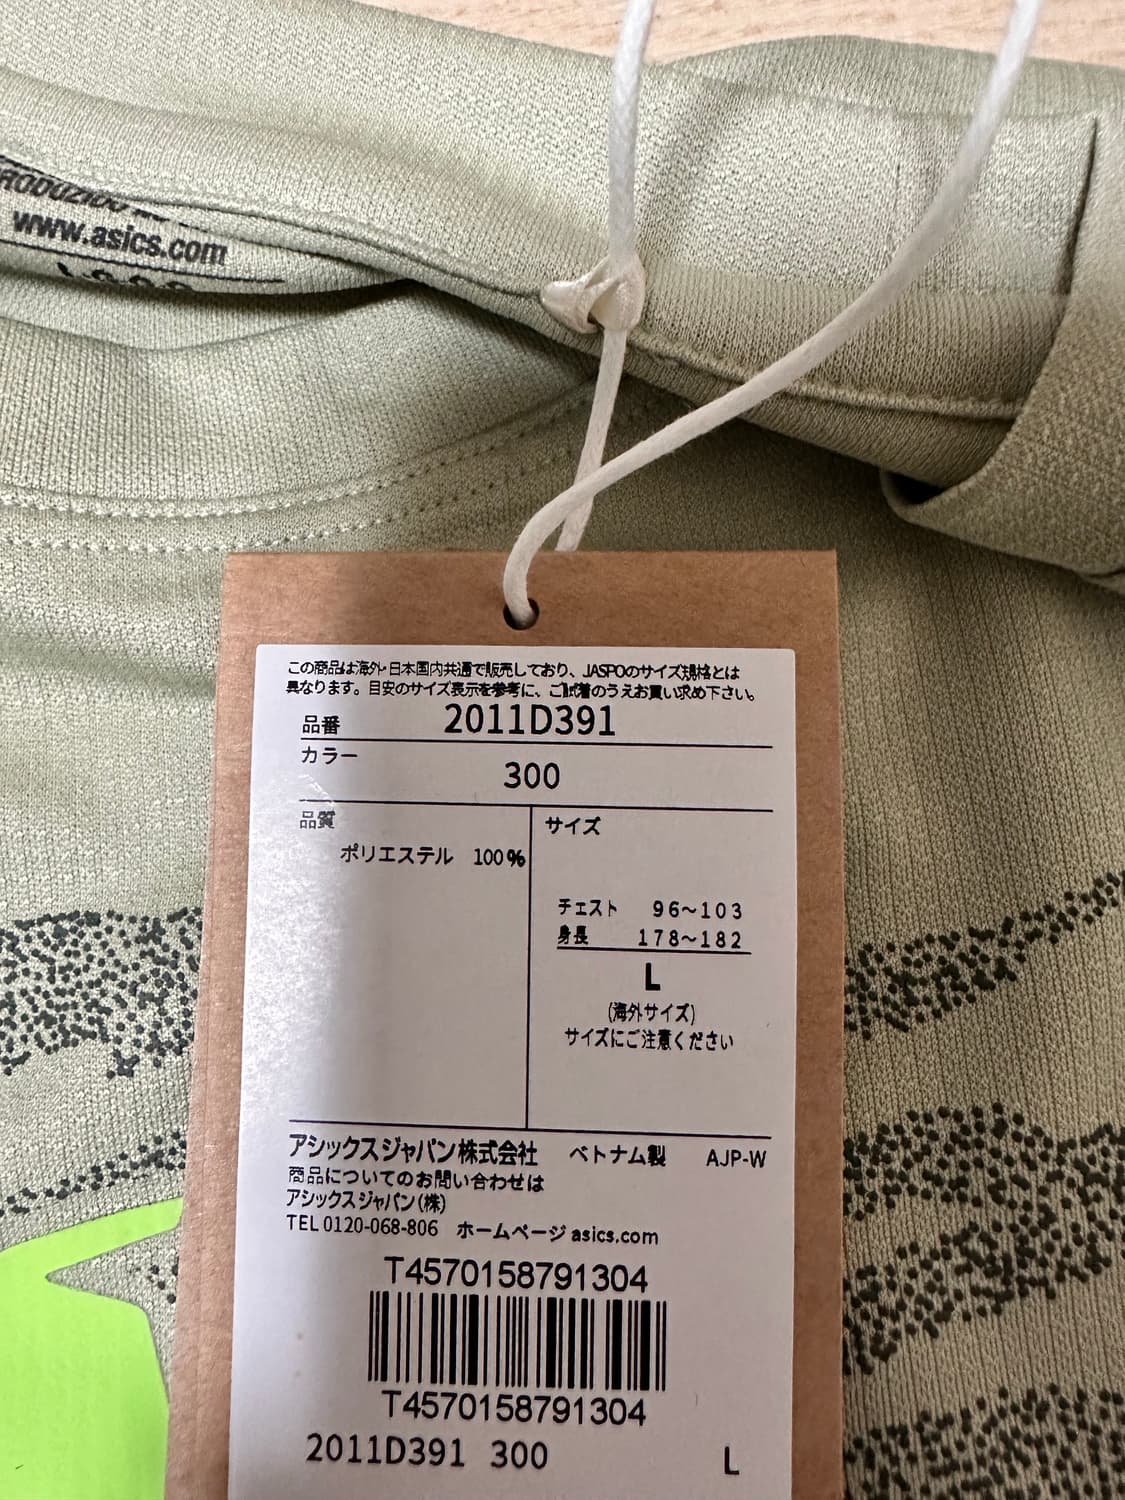 www.asics.com
この商品は海外・日本国内共通で販売しており、JASPOのサイズ規格とは
異なります。目安のサイズ表示を参考に、ご試着のうえお買い求め下さい。
品番 2011D391
カラー 300
品質
ポリエステル 100%
サイズ
チェスト 96~103
身長 178~182
L
(海外サイズ)
サイズにご注意ください
アシックスジャパン株式会社 ベトナム製 AJP-W
商品についてのお問い合わせは
アシックスジャパン(株)
TEL 0120-068-806 ホームページ asics.com
T4570158791304
T4570158791304
2011D391 300 L